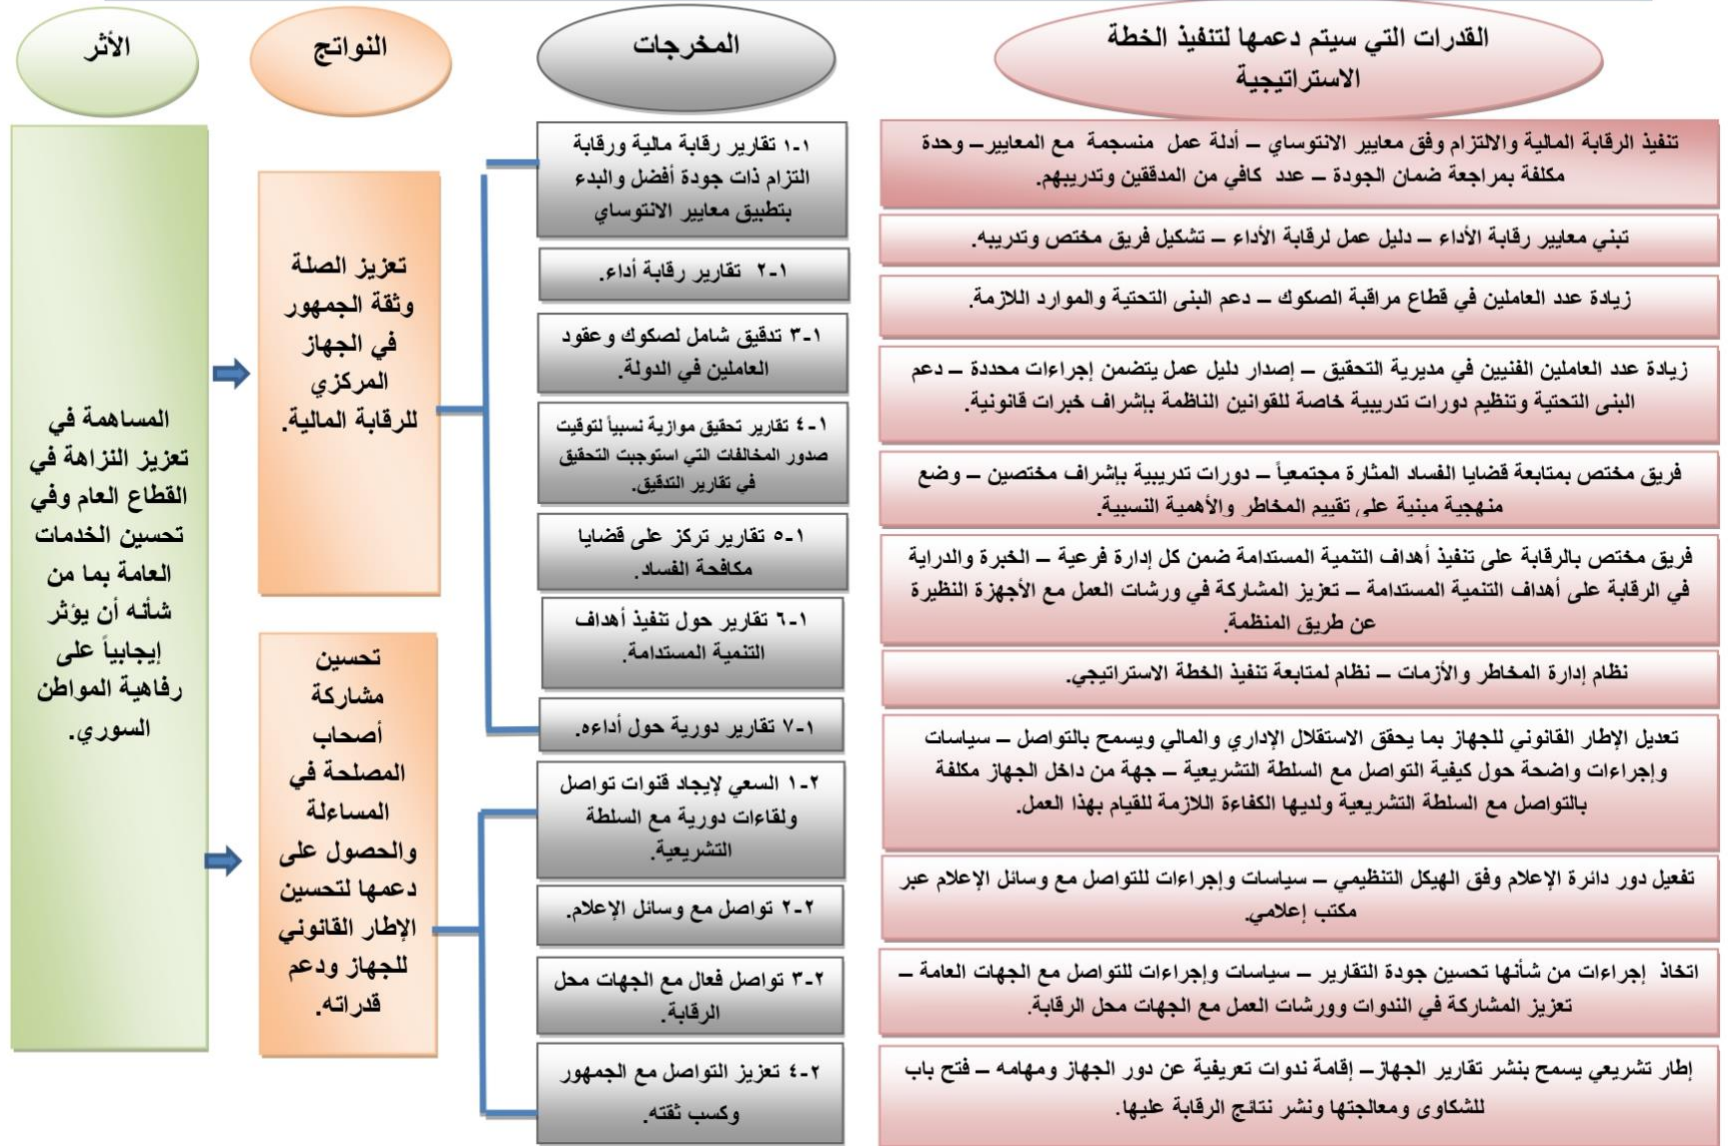 القدرات التي سيتم دعمها لتنفيذ الخطة
الاستراتيجية
المخرجات
النواتج
الأثر
تنفيذ الرقابة المالية والالتزام وفق معايير الانتوساي – أدلة عمل منسجمة مع المعايير– وحدة
مكلفة بمراجعة ضمان الجودة – عدد كافي من المدققين وتدريبهم.
تبني معايير رقابة الأداء – دليل عمل لرقابة الأداء – تشكيل فريق مختص وتدريبه.
زيادة عدد العاملين في قطاع مراقبة الصكوك – دعم البنى التحتية والموارد اللازمة.
زيادة عدد العاملين الفنيين في مديرية التحقيق – إصدار دليل عمل يتضمن إجراءات محددة – دعم
البنى التحتية وتنظيم دورات تدريبية خاصة للقوانين الناظمة بإشراف خبرات قانونية.
فريق مختص بمتابعة قضايا الفساد المثارة مجتمعياً – دورات تدريبية بإشراف مختصين – وضع
منهجية مبنية على تقييم المخاطر والأهمية النسبية.
فريق مختص بالرقابة على تنفيذ أهداف التنمية المستدامة ضمن كل إدارة فرعية – الخبرة والدراية
في الرقابة على أهداف التنمية المستدامة – تعزيز المشاركة في ورشات العمل مع الأجهزة النظيرة
عن طريق المنظمة.
نظام إدارة المخاطر والأزمات – نظام لمتابعة تنفيذ الخطة الاستراتيجي.
تعديل الإطار القانوني للجهاز بما يحقق الاستقلال الإداري والمالي ويسمح بالتواصل – سياسات
وإجراءات واضحة حول كيفية التواصل مع السلطة التشريعية – جهة من داخل الجهاز مكلفة
بالتواصل مع السلطة التشريعية ولديها الكفاءة اللازمة للقيام بهذا العمل.
تفعيل دور دائرة الإعلام وفق الهيكل التنظيمي – سياسات وإجراءات للتواصل مع وسائل الإعلام عبر
مكتب إعلامي.
اتخاذ إجراءات من شأنها تحسين جودة التقارير – سياسات وإجراءات للتواصل مع الجهات العامة –
تعزيز المشاركة في الندوات وورشات العمل مع الجهات محل الرقابة.
إطار تشريعي يسمح بنشر تقارير الجهاز– إقامة ندوات تعريفية عن دور الجهاز ومهامه – فتح باب
للشكاوى ومعالجتها ونشر نتائج الرقابة عليها.
١-١ تقارير رقابة مالية ورقابة
التزام ذات جودة أفضل والبدء
بتطبيق معايير الانتوساي
١-٢ تقارير رقابة أداء.
١-٣ تدقيق شامل لصكوك وعقود
العاملين في الدولة.
١-٤ تقارير تحقيق موازية نسبياً لتوقيت
صدور المخالفات التي استوجبت التحقيق
في تقارير التدقيق.
١-٥ تقارير تركز على قضايا
مكافحة الفساد.
١-٦ تقارير حول تنفيذ أهداف
التنمية المستدامة.
١-٧ تقارير دورية حول أداءه.
٢-١ السعي لإيجاد قنوات تواصل
ولقاءات دورية مع السلطة
التشريعية.
٢-٢ تواصل مع وسائل الإعلام.
٢-٣ تواصل فعال مع الجهات محل
الرقابة.
٢-٤ تعزيز التواصل مع الجمهور
وكسب ثقته.
تعزيز الصلة
وثقة الجمهور
في الجهاز
المركزي
للرقابة المالية.
تحسين
مشاركة
أصحاب
المصلحة في
المساءلة
والحصول على
دعمها لتحسين
الإطار القانوني
للجهاز ودعم
قدراته.
المساهمة في
تعزيز النزاهة في
القطاع العام وفي
تحسين الخدمات
العامة بما من
شأنه أن يؤثر
إيجابياً على
رفاهية المواطن
السوري.